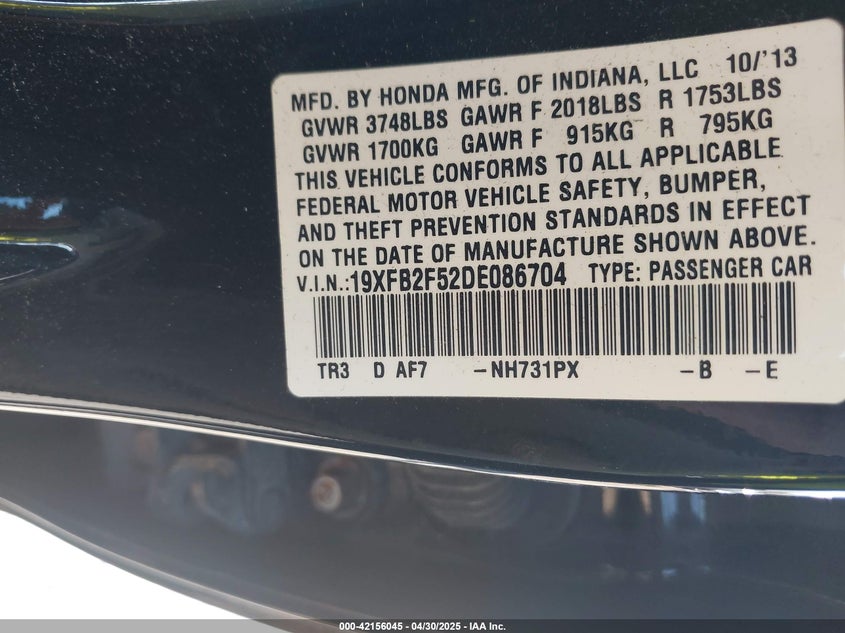 MFD. BY HONDA MFG. OF INDIANA, LLC 10/'13
GVWR 3748LBS GAWR F 2018LBS R 1753LBS
GVWR 1700KG GAWR F 915KG R 795KG
THIS VEHICLE CONFORMS TO ALL APPLICABLE
FEDERAL MOTOR VEHICLE SAFETY, BUMPER,
AND THEFT PREVENTION STANDARDS IN EFFECT
ON THE DATE OF MANUFACTURE SHOWN ABOVE.
V.I.N.:19XFB2F52DE086704 TYPE: PASSENGER CAR
TR3 D AF7 -NH731PX -B -E
000-42156045 - 04/30/2025 - IAA Inc.